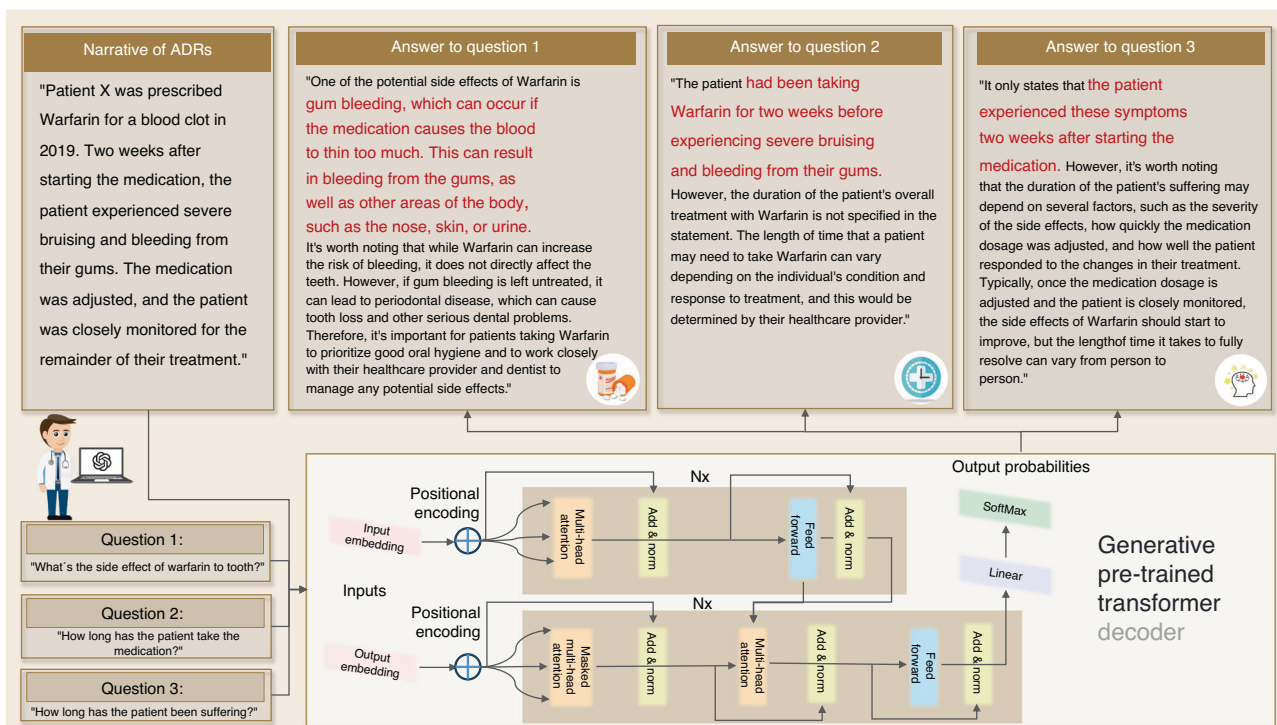 Narrative of ADRs
"Patient X was prescribed
Warfarin for a blood clot in
2019. Two weeks after
starting the medication, the
patient experienced severe
bruising and bleeding from
their gums. The medication
was adjusted, and the patient
was closely monitored for the
remainder of their treatment."
Answer to question 1
"One of the potential side effects of Warfarin is
gum bleeding, which can occur if
the medication causes the blood
to thin too much. This can result
in bleeding from the gums, as
well as other areas of the body,
such as the nose, skin, or urine.
It's worth noting that while Warfarin can increase
the risk of bleeding, it does not directly affect the
teeth. However, if gum bleeding is left untreated, it
can lead to periodontal disease, which can cause
tooth loss and other serious dental problems.
Therefore, it's important for patients taking Warfarin
to prioritize good oral hygiene and to work closely
with their healthcare provider and dentist to
manage any potential side effects."
Answer to question 2
"The patient had been taking
Warfarin for two weeks before
experiencing severe bruising
and bleeding from their gums.
However, the duration of the patient's overall
treatment with Warfarin is not specified in the
statement. The length of time that a patient
may need to take Warfarin can vary
depending on the individual's condition and
response to treatment, and this would be
determined by their healthcare provider."
Answer to question 3
"It only states that the patient
experienced these symptoms
two weeks after starting the
medication. However, it's worth noting
that the duration of the patient's suffering may
depend on several factors, such as the severity
of the side effects, how quickly the medication
dosage was adjusted, and how well the patient
responded to the changes in their treatment.
Typically, once the medication dosage is
adjusted and the patient is closely monitored,
the side effects of Warfarin should start to
improve, but the lengthof time it takes to fully
resolve can vary from person to
person."
Question 1:
"What´s the side effect of warfarin to tooth?"
Question 2:
"How long has the patient take the
medication?"
Question 3:
"How long has the patient been suffering?"
Inputs
Input
embedding
Positional
encoding
Nx
Multi-head
attention
Add & norm
Feed
forward
Add & norm
Output
embedding
Positional
encoding
Nx
Masked
multi-head
attention
Add & norm
Multi-head
attention
Add & norm
Feed
forward
Add & norm
Output probabilities
SoftMax
Linear
Generative
pre-trained
transformer
decoder